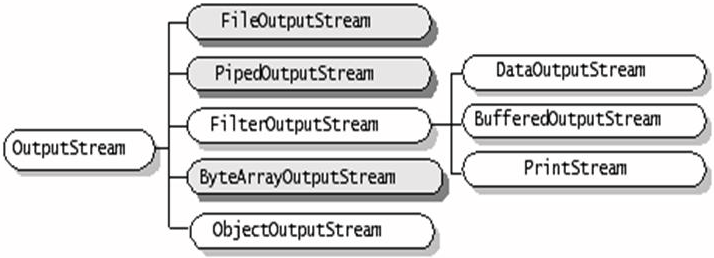 FileOutputStream
PipedOutputStream
DataOutputStream
FilterOutputStream
BufferedOutputStream
OutputStream
PrintStream
ByteArrayOutputStream
ObjectOutputStream